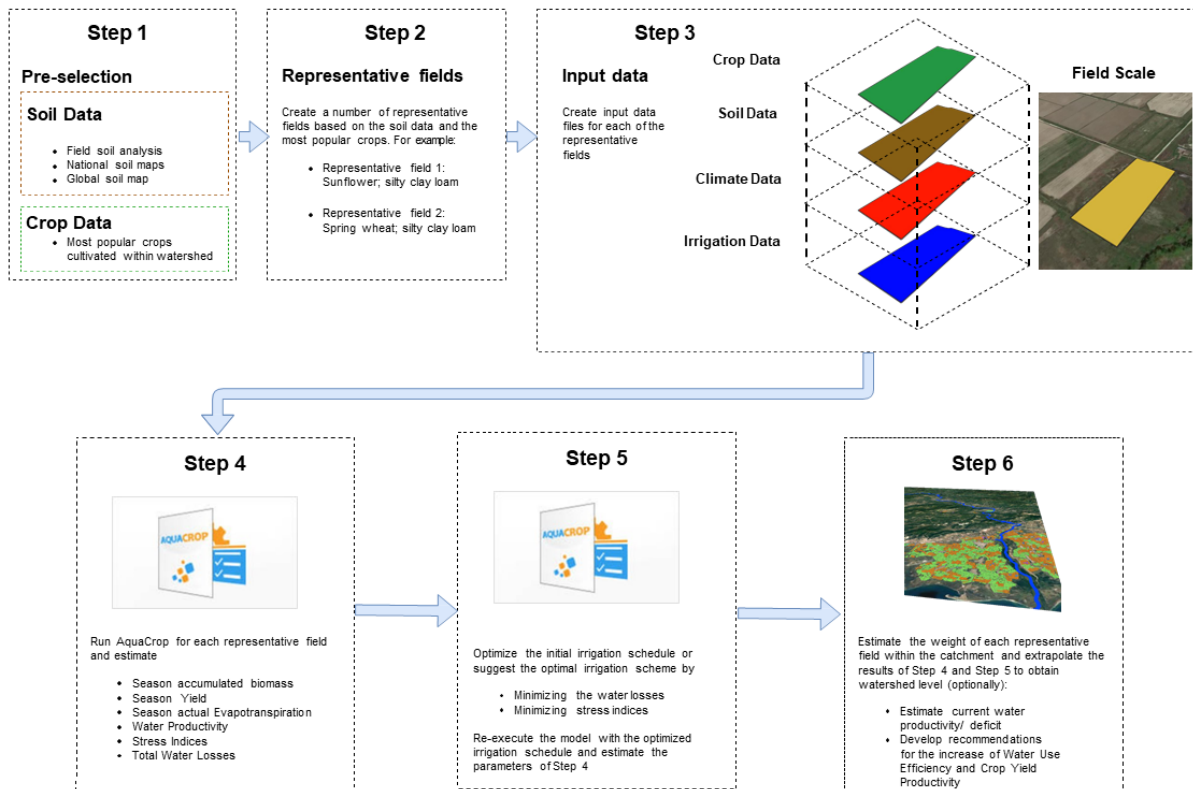 Step 1
Pre-selection
Soil Data
Field soil analysis
National soil maps
Global soil map
Crop Data
Most popular crops
cultivated within watershed
Step 2
Representative fields
Create a number of representative
fields based on the soil data and the
most popular crops. For example:
Representative field 1:
Sunflower; silty clay loam
Representative field 2:
Spring wheat; silty clay loam
Step 3
Input data
Create input data
files for each of the
representative
fields
Crop Data
Soil Data
Climate Data
Irrigation Data
Field Scale
Step 4
AQUACROP
Run AquaCrop for each representative field
and estimate
Season accumulated biomass
Season Yield
Season actual Evapotranspiration
Water Productivity
Stress Indices
Total Water Losses
Step 5
AQUACROP
Optimize the initial irrigation schedule or
suggest the optimal irrigation scheme by
Minimizing the water losses
Minimizing stress indices
Re-execute the model with the optimized
irrigation schedule and estimate the
parameters of Step 4
Step 6
Estimate the weight of each representative
field within the catchment and extrapolate the
results of Step 4 and Step 5 to obtain
watershed level (optionally):
Estimate current water
productivity/ deficit
Develop recommendations
for the increase of Water Use
Efficiency and Crop Yield
Productivity